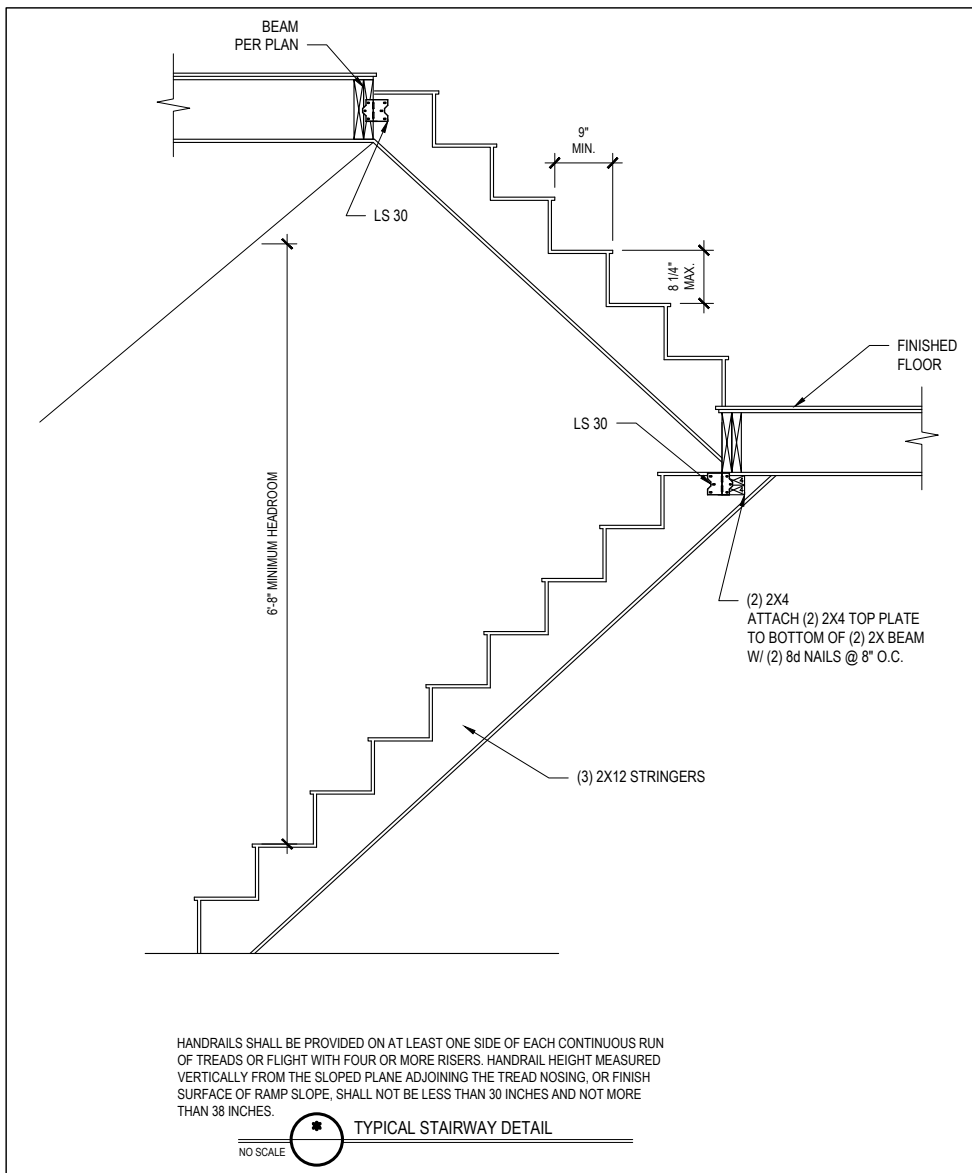 BEAM
PER PLAN
LS 30
9"
MIN.
8 1/4"
MAX.
FINISHED
FLOOR
LS 30
6'-8" MINIMUM HEADROOM
(2) 2X4
ATTACH (2) 2X4 TOP PLATE
TO BOTTOM OF (2) 2X BEAM
W/ (2) 8d NAILS @ 8" O.C.
(3) 2X12 STRINGERS
HANDRAILS SHALL BE PROVIDED ON AT LEAST ONE SIDE OF EACH CONTINUOUS RUN
OF TREADS OR FLIGHT WITH FOUR OR MORE RISERS. HANDRAIL HEIGHT MEASURED
VERTICALLY FROM THE SLOPED PLANE ADJOINING THE TREAD NOSING, OR FINISH
SURFACE OF RAMP SLOPE, SHALL NOT BE LESS THAN 30 INCHES AND NOT MORE
THAN 38 INCHES.
* TYPICAL STAIRWAY DETAIL
NO SCALE